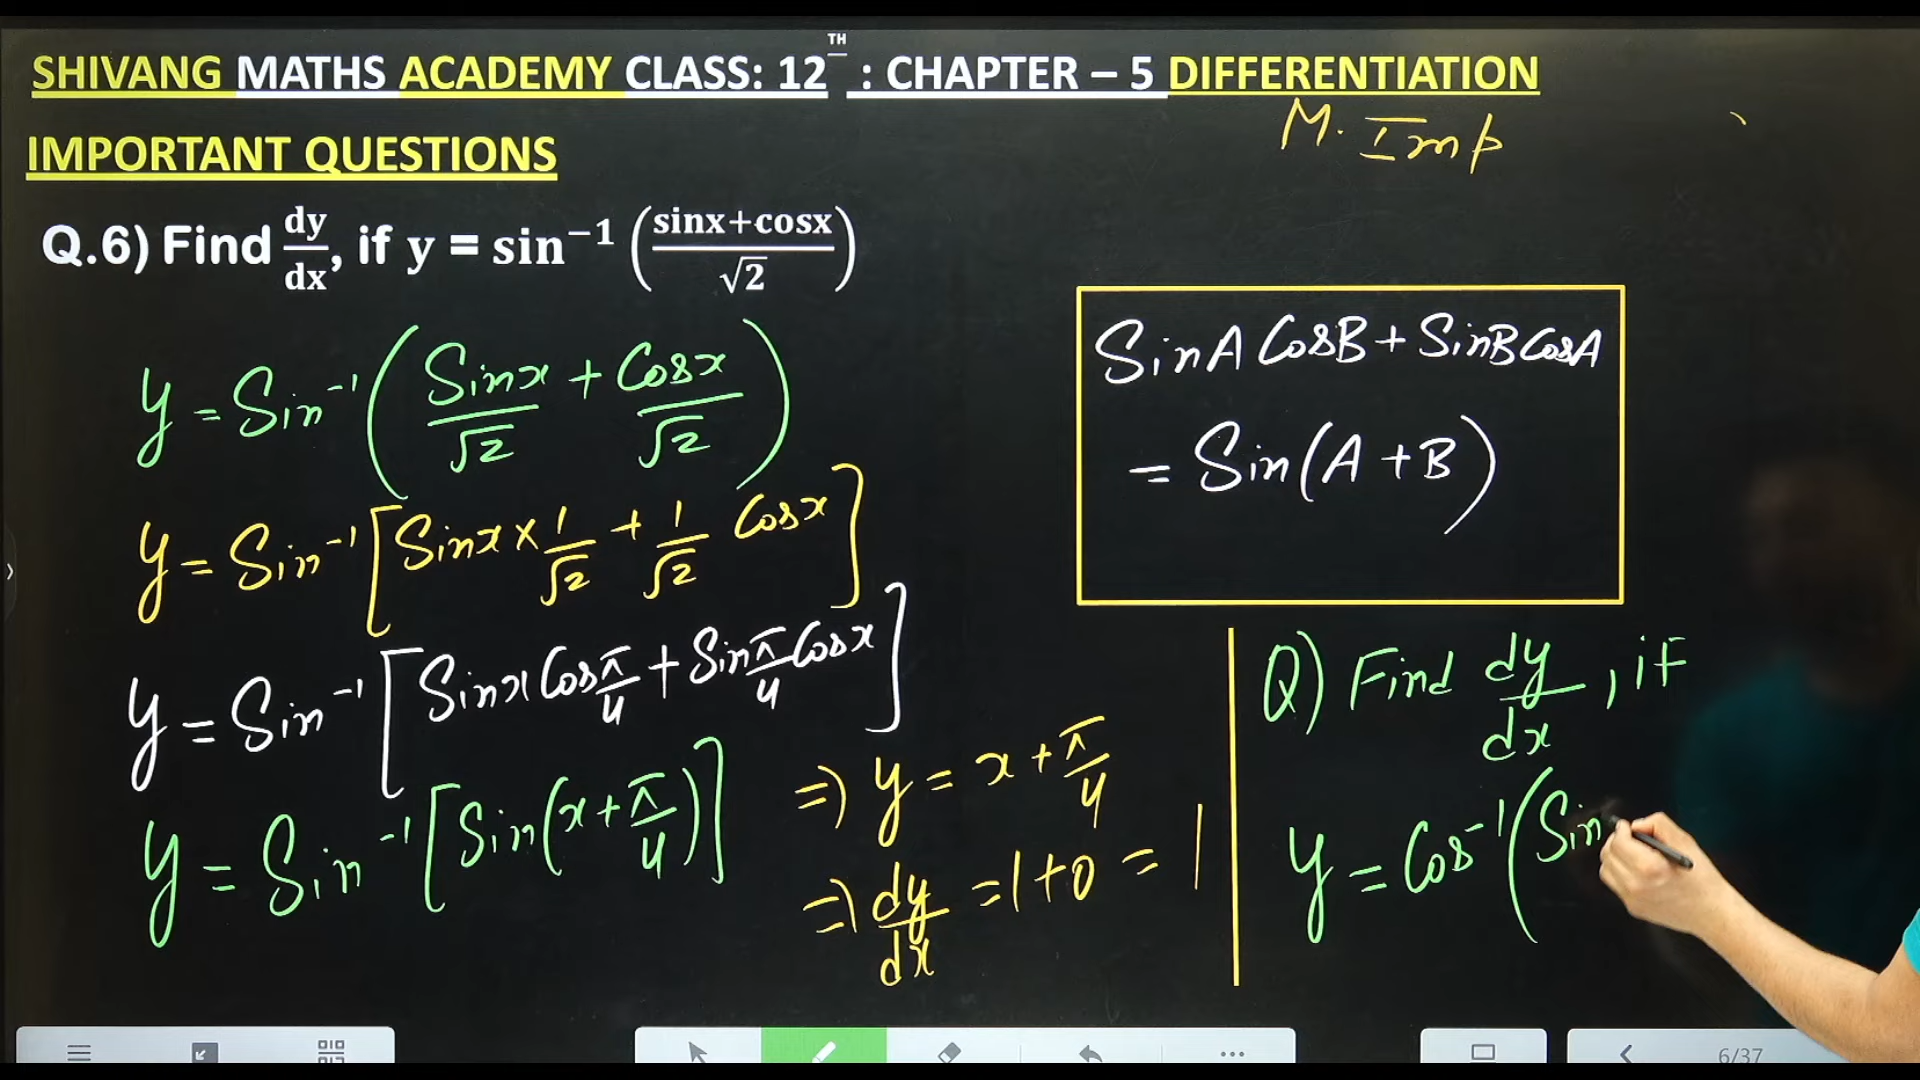 SHIVANG MATHS ACADEMY CLASS: 12TH : CHAPTER – 5 DIFFERENTIATION
IMPORTANT QUESTIONS
M. Imp
Q.6) Find dy/dx, if y = sin⁻¹ ((sinx+cosx)/√2)
y = Sin⁻¹ (Sinx/√2 + Cosx/√2)
y = Sin⁻¹ [Sinx × 1/√2 + 1/√2 Cosx]
y = Sin⁻¹ [Sinx Cos π/4 + Sin π/4 Cosx]
y = Sin⁻¹ [Sin(x + π/4)]
⇒ y = x + π/4
⇒ dy/dx = 1 + 0 = 1
SinA CosB + SinB CosA
= Sin(A + B)
Q) Find dy/dx, if
y = Cos⁻¹ (Sin
6/37